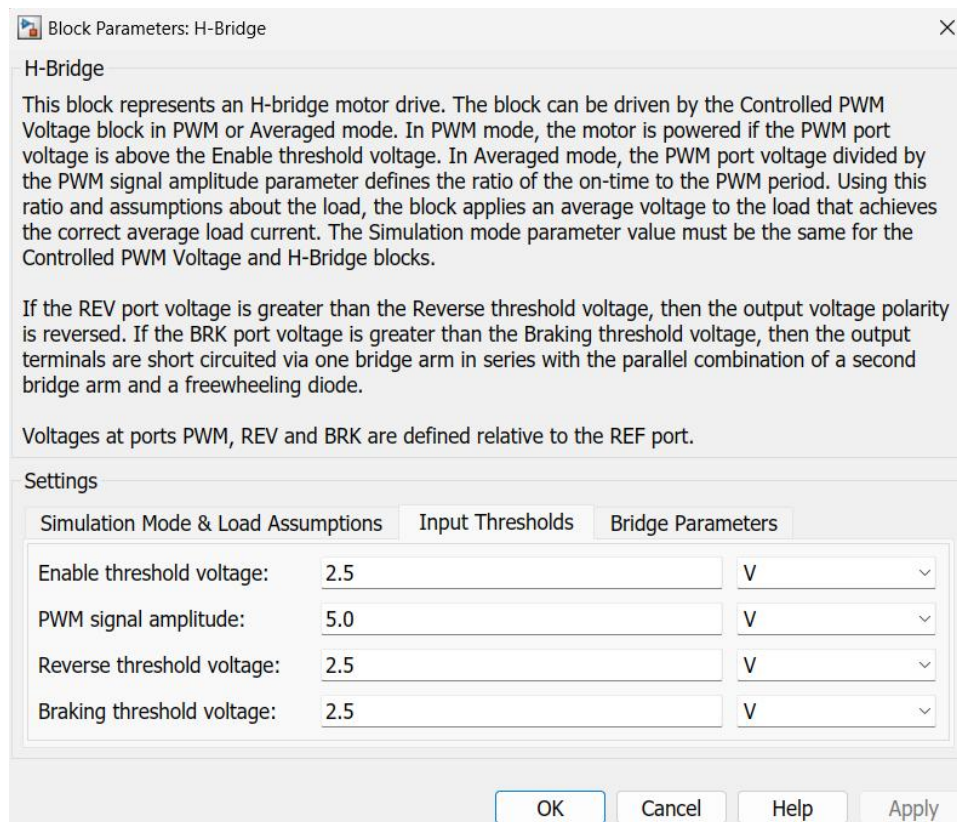 Block Parameters: H-Bridge
H-Bridge
This block represents an H-bridge motor drive. The block can be driven by the Controlled PWM
Voltage block in PWM or Averaged mode. In PWM mode, the motor is powered if the PWM port
voltage is above the Enable threshold voltage. In Averaged mode, the PWM port voltage divided by
the PWM signal amplitude parameter defines the ratio of the on-time to the PWM period. Using this
ratio and assumptions about the load, the block applies an average voltage to the load that achieves
the correct average load current. The Simulation mode parameter value must be the same for the
Controlled PWM Voltage and H-Bridge blocks.
If the REV port voltage is greater than the Reverse threshold voltage, then the output voltage polarity
is reversed. If the BRK port voltage is greater than the Braking threshold voltage, then the output
terminals are short circuited via one bridge arm in series with the parallel combination of a second
bridge arm and a freewheeling diode.
Voltages at ports PWM, REV and BRK are defined relative to the REF port.
Settings
Simulation Mode & Load Assumptions Input Thresholds Bridge Parameters
Enable threshold voltage: 2.5 V
PWM signal amplitude: 5.0 V
Reverse threshold voltage: 2.5 V
Braking threshold voltage: 2.5 V
OK Cancel Help Apply